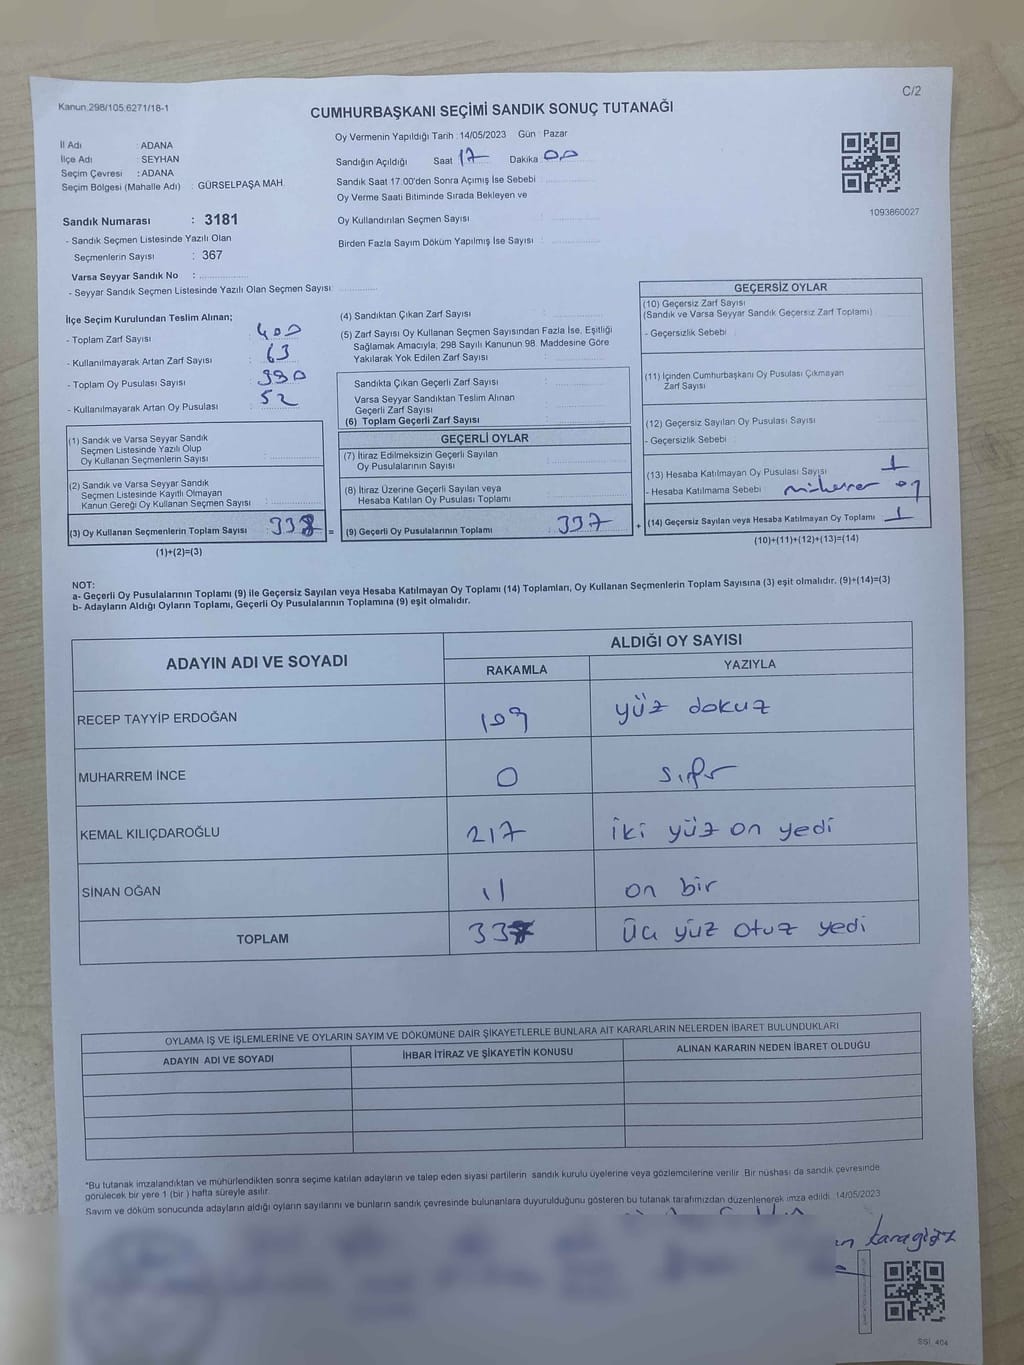 Kanun.298/105.6271/18-1
C/2
CUMHURBAŞKANI SEÇİMİ SANDIK SONUÇ TUTANAĞI
İl Adı : ADANA
İlçe Adı : SEYHAN
Seçim Çevresi : ADANA
Seçim Bölgesi (Mahalle Adı) : GÜRSELPAŞA MAH.
Oy Vermenin Yapıldığı Tarih : 14/05/2023 Gün : Pazar
Sandığın Açıldığı Saat 17 Dakika 00
Sandık Saat 17:00'den Sonra Açımış İse Sebebi :
Oy Verme Saati Bitiminde Sırada Bekleyen ve
Oy Kullandırılan Seçmen Sayısı :
Birden Fazla Sayım Döküm Yapılmış İse Sayısı :
1093860027
Sandık Numarası : 3181
- Sandık Seçmen Listesinde Yazılı Olan
Seçmenlerin Sayısı : 367
Varsa Seyyar Sandık No :
- Seyyar Sandık Seçmen Listesinde Yazılı Olan Seçmen Sayısı:
İlçe Seçim Kurulundan Teslim Alınan;
- Toplam Zarf Sayısı : 400
- Kullanılmayarak Artan Zarf Sayısı : 63
- Toplam Oy Pusulası Sayısı : 390
- Kullanılmayarak Artan Oy Pusulası : 52
(1) Sandık ve Varsa Seyyar Sandık
Seçmen Listesinde Yazılı Olup
Oy Kullanan Seçmenlerin Sayısı :
(2) Sandık ve Varsa Seyyar Sandık
Seçmen Listesinde Kayıtlı Olmayan
Kanun Gereği Oy Kullanan Seçmen Sayısı :
(3) Oy Kullanan Seçmenlerin Toplam Sayısı : 338
(1)+(2)=(3)
(4) Sandıktan Çıkan Zarf Sayısı :
(5) Zarf Sayısı Oy Kullanan Seçmen Sayısından Fazla İse, Eşitliği
Sağlamak Amacıyla; 298 Sayılı Kanunun 98. Maddesine Göre
Yakılarak Yok Edilen Zarf Sayısı :
Sandıkta Çıkan Geçerli Zarf Sayısı :
Varsa Seyyar Sandıktan Teslim Alınan
Geçerli Zarf Sayısı :
(6) Toplam Geçerli Zarf Sayısı :
GEÇERLİ OYLAR
(7) İtiraz Edilmeksizin Geçerli Sayılan
Oy Pusulalarının Sayısı :
(8) İtiraz Üzerine Geçerli Sayılan veya
Hesaba Katılan Oy Pusulası Toplamı :
= (9) Geçerli Oy Pusulalarının Toplamı : 337
GEÇERSİZ OYLAR
(10) Geçersiz Zarf Sayısı
(Sandık ve Varsa Seyyar Sandık Geçersiz Zarf Toplamı)
- Geçersizlik Sebebi :
(11) İçinden Cumhurbaşkanı Oy Pusulası Çıkmayan
Zarf Sayısı
(12) Geçersiz Sayılan Oy Pusulası Sayısı
- Geçersizlik Sebebi
(13) Hesaba Katılmayan Oy Pusulası Sayısı 1
- Hesaba Katılmama Sebebi
+ (14) Geçersiz Sayılan veya Hesaba Katılmayan Oy Toplamı : 1
(10)+(11)+(12)+(13)=(14)
NOT:
a- Geçerli Oy Pusulalarının Toplamı (9) ile Geçersiz Sayılan veya Hesaba Katılmayan Oy Toplamı (14) Toplamları, Oy Kullanan Seçmenlerin Toplam Sayısına (3) eşit olmalıdır. (9)+(14)=(3)
b- Adayların Aldığı Oyların Toplamı, Geçerli Oy Pusulalarının Toplamına (9) eşit olmalıdır.
ADAYIN ADI VE SOYADI
ALDIĞI OY SAYISI
RAKAMLA YAZIYLA
RECEP TAYYİP ERDOĞAN 109 yüz dokuz
MUHARREM İNCE 0 sıfır
KEMAL KILIÇDAROĞLU 217 iki yüz on yedi
SİNAN OĞAN 11 on bir
TOPLAM 337 üç yüz otuz yedi
OYLAMA İŞ VE İŞLEMLERİNE VE OYLARIN SAYIM VE DÖKÜMÜNE DAİR ŞİKAYETLERLE BUNLARA AİT KARARLARIN NELERDEN İBARET BULUNDUKLARI
ADAYIN ADI VE SOYADI İHBAR İTİRAZ VE ŞİKAYETİN KONUSU ALINAN KARARIN NEDEN İBARET OLDUĞU
*Bu tutanak imzalandıktan ve mühürlendikten sonra seçime katılan adayların ve talep eden siyasi partilerin sandık kurulu üyelerine veya gözlemcilerine verilir. Bir nüshası da sandık çevresinde
görülecek bir yere 1 (bir ) hafta süreyle asılır.
Sayım ve döküm sonucunda adayların aldığı oyların sayılarını ve bunların sandık çevresinde bulunanlara duyurulduğunu gösteren bu tutanak tarafımızdan düzenlenerek imza edildi. 14/05/2023
Karagöz
SSİ. 464